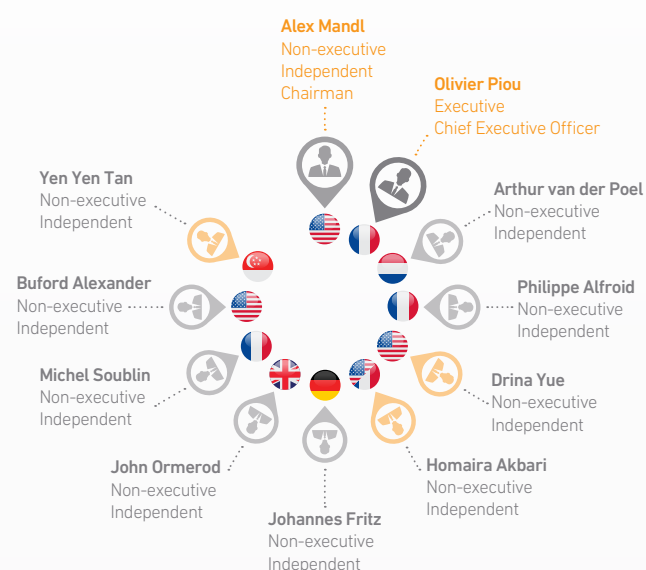 Alex Mandl
Non-executive
Independent
Chairman
Olivier Piou
Executive
Chief Executive Officer
Arthur van der Poel
Non-executive
Independent
Philippe Alfroid
Non-executive
Independent
Drina Yue
Non-executive
Independent
Homaira Akbari
Non-executive
Independent
Johannes Fritz
Non-executive
Independent
John Ormerod
Non-executive
Independent
Michel Soublin
Non-executive
Independent
Buford Alexander
Non-executive
Independent
Yen Yen Tan
Non-executive
Independent